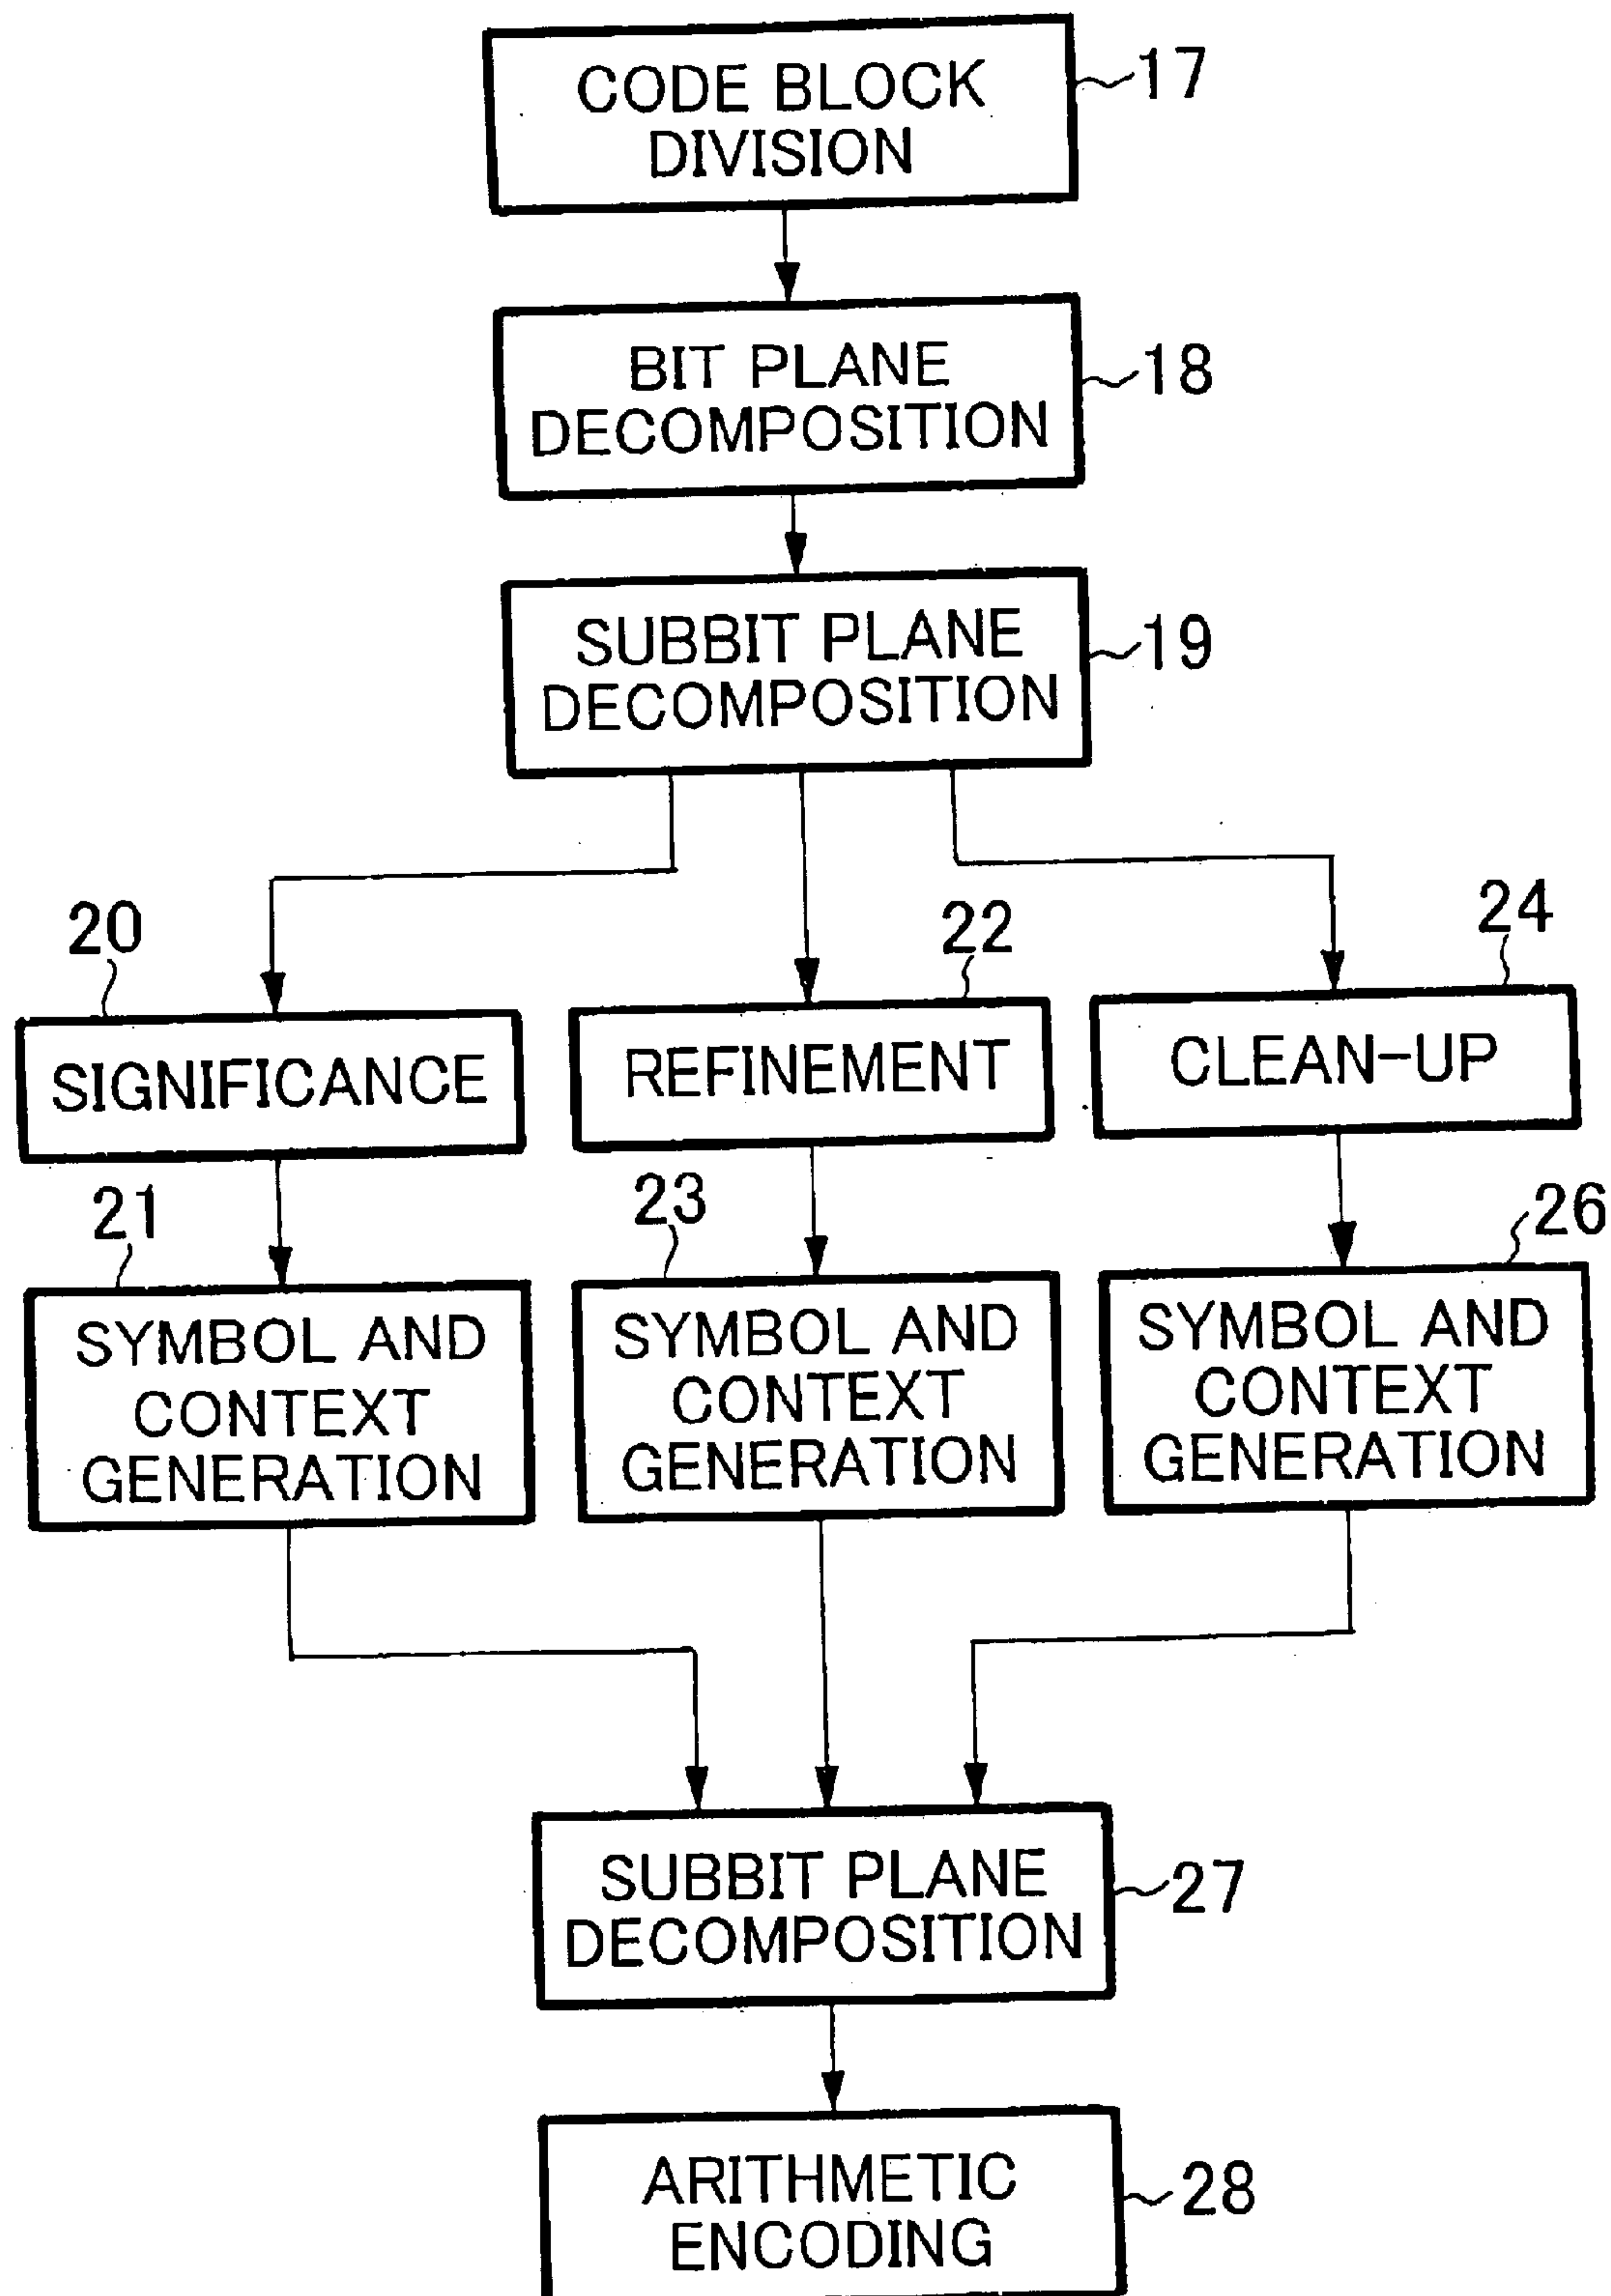 CODE BLOCK
DIVISION
17
BIT PLANE
DECOMPOSITION
18
SUBBIT PLANE
DECOMPOSITION
19
20
22
24
SIGNIFICANCE
REFINEMENT
CLEAN-UP
21
23
26
SYMBOL AND
CONTEXT
GENERATION
SYMBOL AND
CONTEXT
GENERATION
SYMBOL AND
CONTEXT
GENERATION
SUBBIT PLANE
DECOMPOSITION
27
ARITHMETIC
ENCODING
28